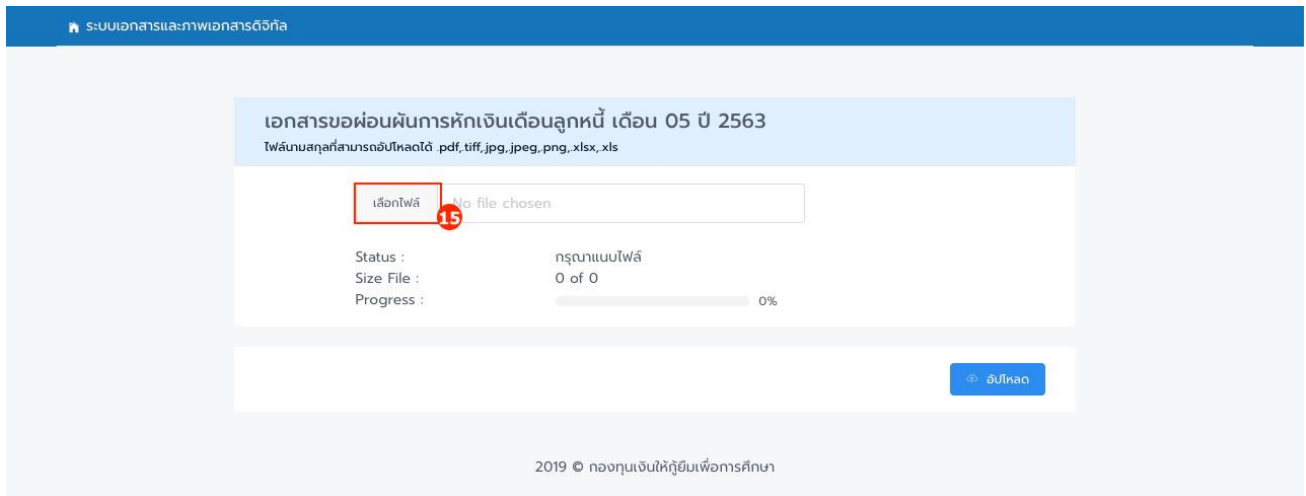 ระบบเอกสารและภาพเอกสารดิจิทัล
เอกสารขอผ่อนผันการหักเงินเดือนลูกหนี้ เดือน 05 ปี 2563
ไฟล์นามสกุลที่สามารถอัปโหลดได้ .pdf,.tiff,.jpg,.jpeg,.png,.xlsx,.xls
เลือกไฟล์ No file chosen
15
Status : กรุณาแนบไฟล์
Size File : 0 of 0
Progress : 0%
อัปโหลด
2019 © กองทุนเงินให้กู้ยืมเพื่อการศึกษา